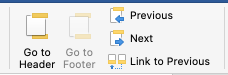 Go to
Header
Go to
Footer
Previous
Next
Link to Previous